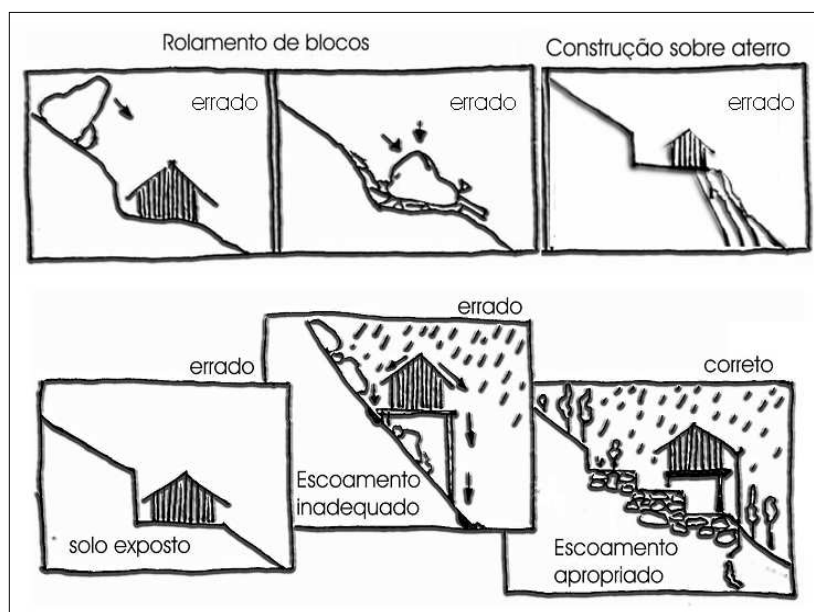 Rolamento de blocos
Construção sobre aterro
errado
errado
errado
errado
errado
correto
solo exposto
Escoamento
inadequado
Escoamento
apropriado